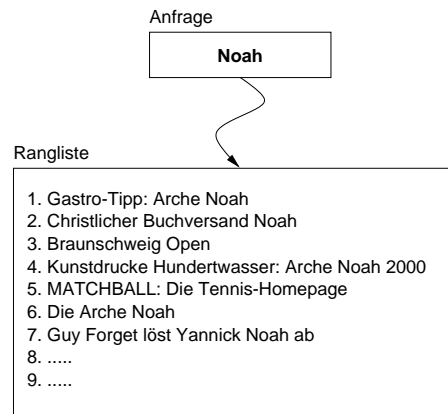 Anfrage
Noah
Rangliste
1. Gastro-Tipp: Arche Noah
2. Christlicher Buchversand Noah
3. Braunschweig Open
4. Kunstdrucke Hundertwasser: Arche Noah 2000
5. MATCHBALL: Die Tennis-Homepage
6. Die Arche Noah
7. Guy Forget löst Yannick Noah ab
8. .....
9. .....